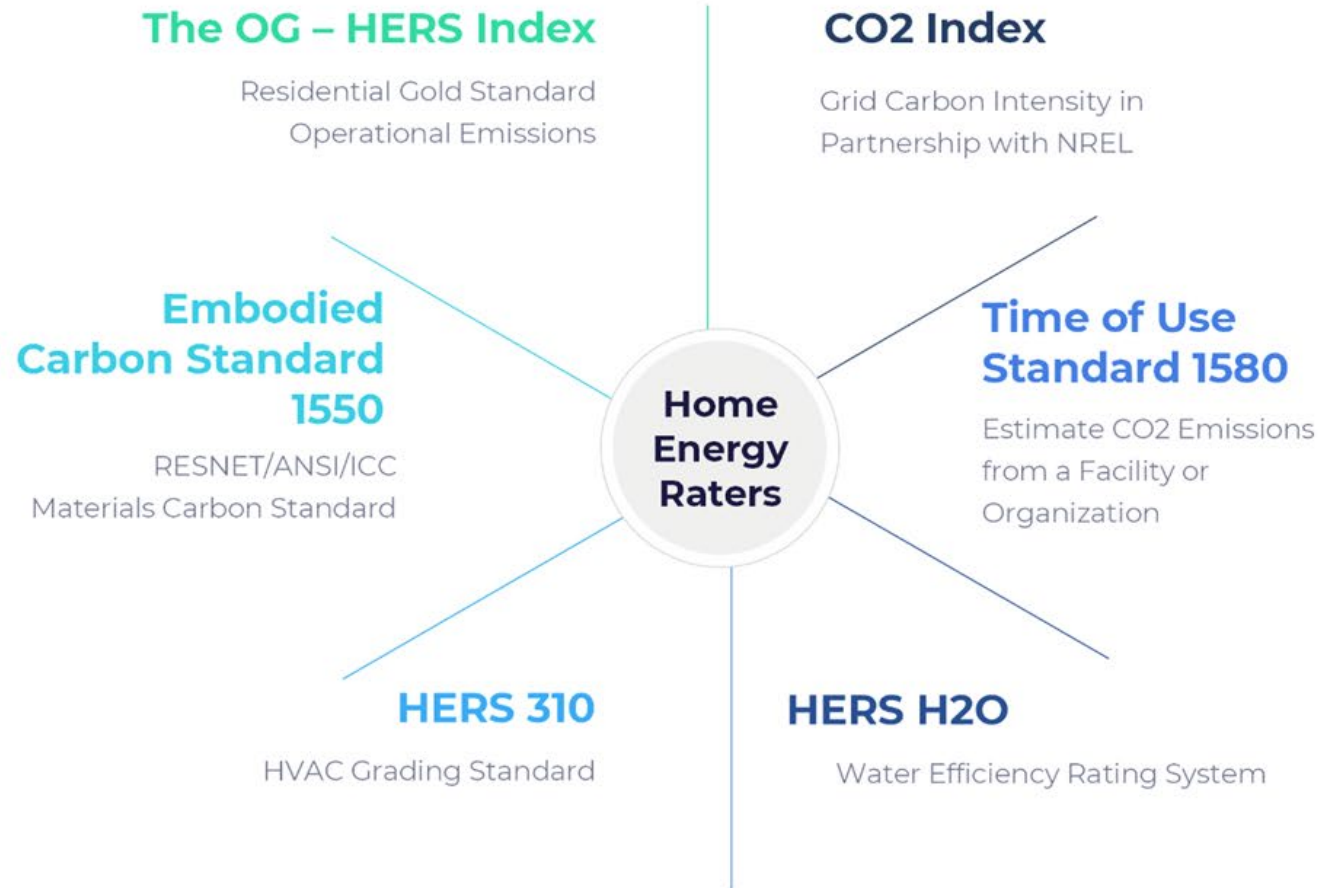 The OG – HERS Index
Residential Gold Standard
Operational Emissions
CO2 Index
Grid Carbon Intensity in
Partnership with NREL
Embodied
Carbon Standard
1550
RESNET/ANSI/ICC
Materials Carbon Standard
Home
Energy
Raters
Time of Use
Standard 1580
Estimate CO2 Emissions
from a Facility or
Organization
HERS 310
HVAC Grading Standard
HERS H2O
Water Efficiency Rating System